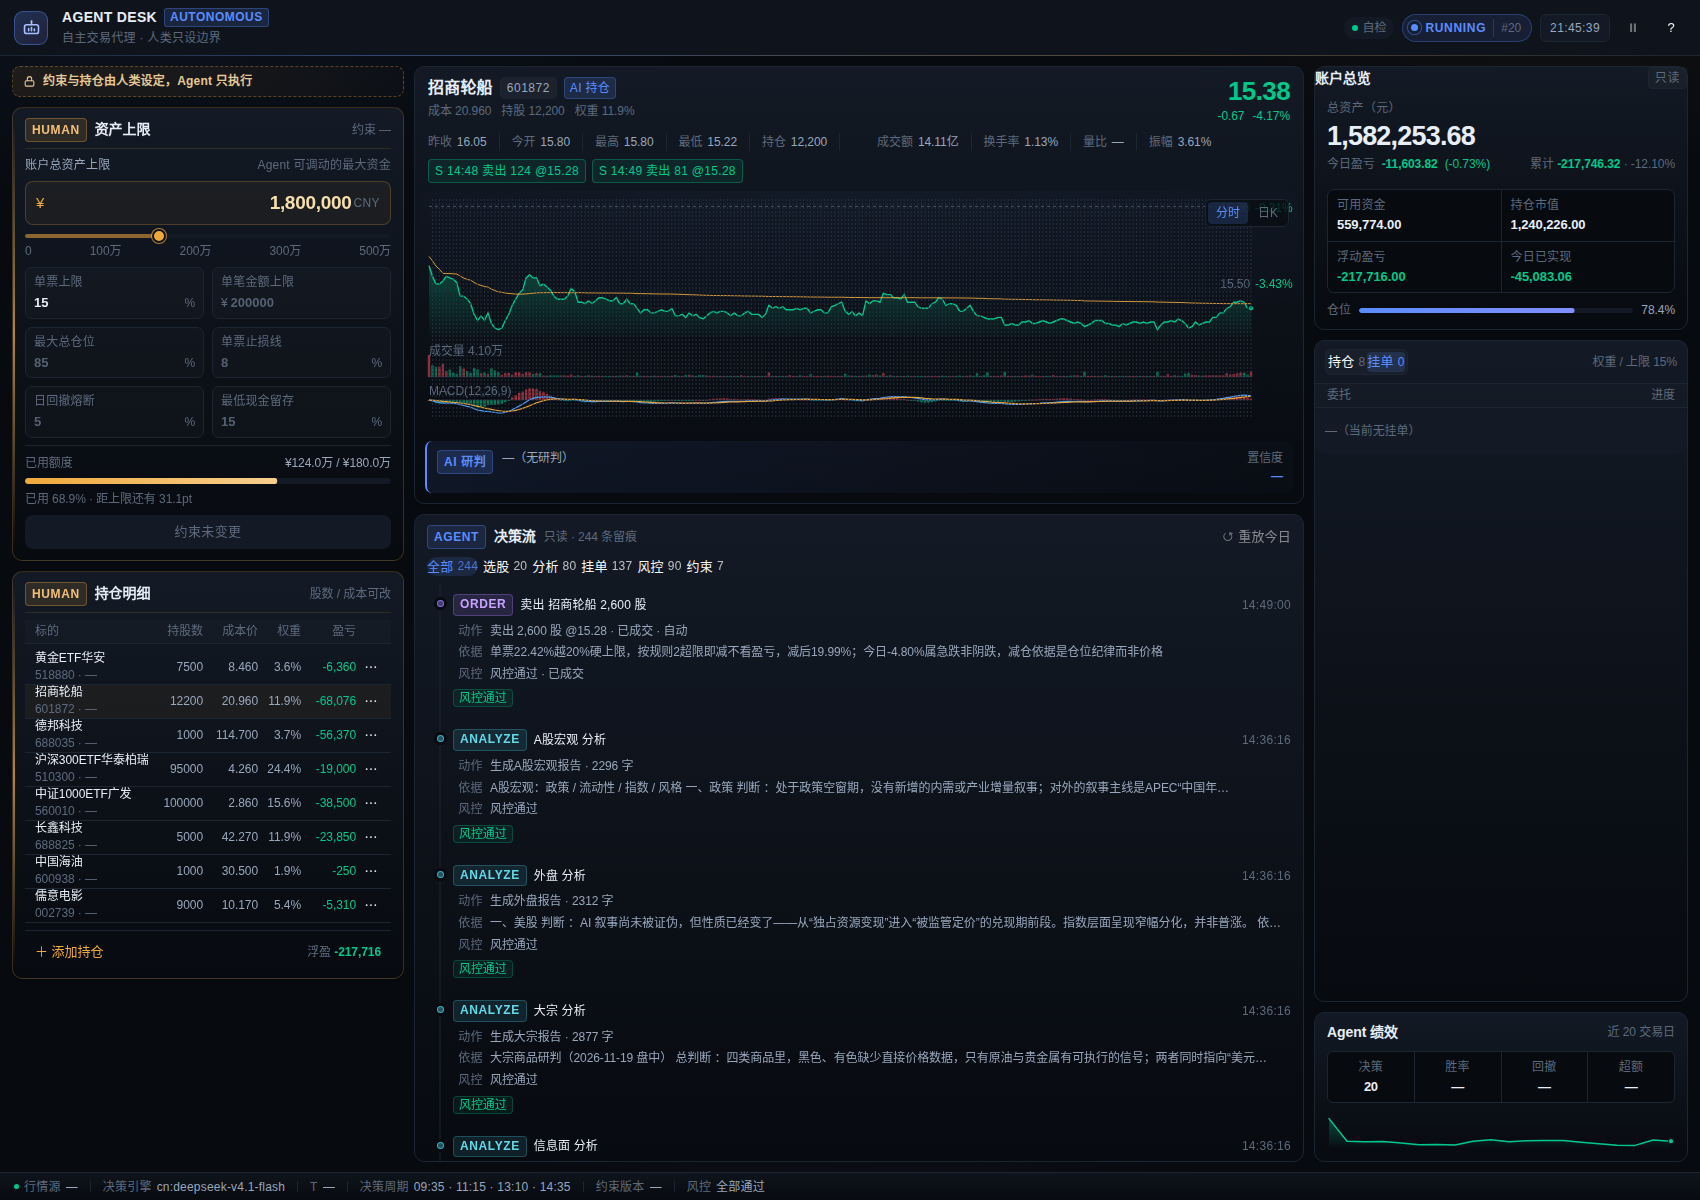 AGENT DESK AUTONOMOUS
自主交易代理 · 人类只设边界
自检 RUNNING #20 21:45:39 ?
约束与持仓由人类设定，Agent 只执行
HUMAN 资产上限 约束 —
账户总资产上限 Agent 可调动的最大资金
¥ 1,800,000 CNY
0 100万 200万 300万 500万
单票上限 单笔金额上限
15 % ¥ 200000
最大总仓位 单票止损线
85 % 8 %
日回撤熔断 最低现金留存
5 % 15 %
已用额度 ¥124.0万 / ¥180.0万
已用 68.9% · 距上限还有 31.1pt
约束未变更
HUMAN 持仓明细 股数 / 成本可改
标的 持股数 成本价 权重 盈亏
黄金ETF华安
518880 · — 7500 8.460 3.6% -6,360 ···
招商轮船
601872 · — 12200 20.960 11.9% -68,076 ···
德邦科技
688035 · — 1000 114.700 3.7% -56,370 ···
沪深300ETF华泰柏瑞
510300 · — 95000 4.260 24.4% -19,000 ···
中证1000ETF广发
560010 · — 100000 2.860 15.6% -38,500 ···
长鑫科技
688825 · — 5000 42.270 11.9% -23,850 ···
中国海油
600938 · — 1000 30.500 1.9% -250 ···
儒意电影
002739 · — 9000 10.170 5.4% -5,310 ···
＋ 添加持仓 浮盈 -217,716
招商轮船 601872 AI 持仓 15.38
成本 20.960 持股 12,200 权重 11.9% -0.67 -4.17%
昨收 16.05 今开 15.80 最高 15.80 最低 15.22 持仓 12,200 成交额 14.11亿 换手率 1.13% 量比 — 振幅 3.61%
S 14:48 卖出 124 @15.28 S 14:49 卖出 81 @15.28
分时 日K
15.50 -3.43%
成交量 4.10万
MACD(12,26,9)
AI 研判 —（无研判） 置信度
—
AGENT 决策流 只读 · 244 条留痕 重放今日
全部 244 选股 20 分析 80 挂单 137 风控 90 约束 7
ORDER 卖出 招商轮船 2,600 股 14:49:00
动作 卖出 2,600 股 @15.28 · 已成交 · 自动
依据 单票22.42%越20%硬上限，按规则2超限即减不看盈亏，减后19.99%；今日-4.80%属急跌非阴跌，减仓依据是仓位纪律而非价格
风控 风控通过 · 已成交
风控通过
ANALYZE A股宏观 分析 14:36:16
动作 生成A股宏观报告 · 2296 字
依据 A股宏观：政策 / 流动性 / 指数 / 风格 一、政策 判断 ：处于政策空窗期，没有新增的内需或产业增量叙事；对外的叙事主线是APEC“中国年…
风控 风控通过
风控通过
ANALYZE 外盘 分析 14:36:16
动作 生成外盘报告 · 2312 字
依据 一、美股 判断 ：AI 叙事尚未被证伪，但性质已经变了——从“独占资源变现”进入“被监管定价”的兑现期前段。指数层面呈现窄幅分化，并非普涨。 依…
风控 风控通过
风控通过
ANALYZE 大宗 分析 14:36:16
动作 生成大宗报告 · 2877 字
依据 大宗商品研判（2026-11-19 盘中） 总判断 ：四类商品里，黑色、有色缺少直接价格数据，只有原油与贵金属有可执行的信号；两者同时指向“美元…
风控 风控通过
风控通过
ANALYZE 信息面 分析 14:36:16
账户总览 只读
总资产（元）
1,582,253.68
今日盈亏 -11,603.82 (-0.73%) 累计 -217,746.32 · -12.10%
可用资金 持仓市值
559,774.00 1,240,226.00
浮动盈亏 今日已实现
-217,716.00 -45,083.06
仓位 78.4%
持仓 8 挂单 0 权重 / 上限 15%
委托 进度
—（当前无挂单）
Agent 绩效 近 20 交易日
决策 胜率 回撤 超额
20 — — —
行情源 — 决策引擎 cn:deepseek-v4.1-flash T — 决策周期 09:35 · 11:15 · 13:10 · 14:35 约束版本 — 风控 全部通过